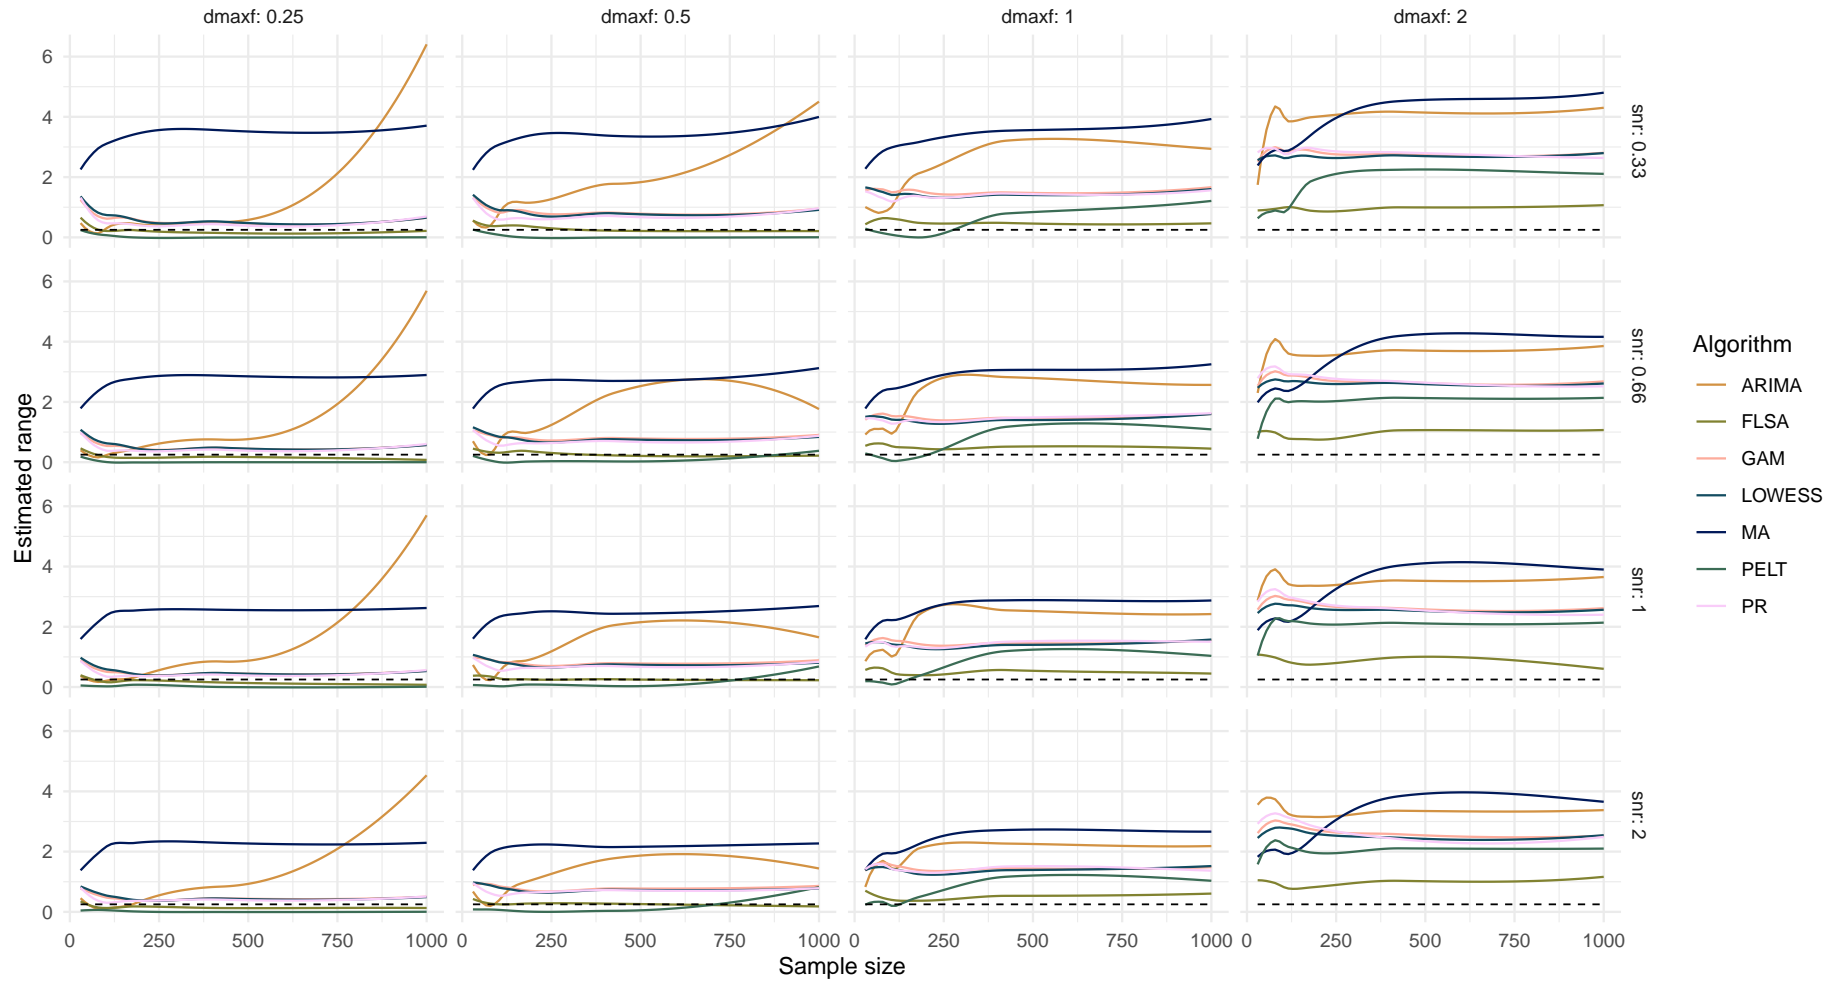 dmaxf: 0.25 dmaxf: 0.5 dmaxf: 1 dmaxf: 2
6
4
2
0
snr: 0.33
6
4
2
0
snr: 0.66
6
4
2
0
snr: 1
6
4
2
0
snr: 2
0 250 500 750 1000 0 250 500 750 1000 0 250 500 750 1000 0 250 500 750 1000
Sample size
Estimated range
Algorithm
ARIMA
FLSA
GAM
LOWESS
MA
PELT
PR